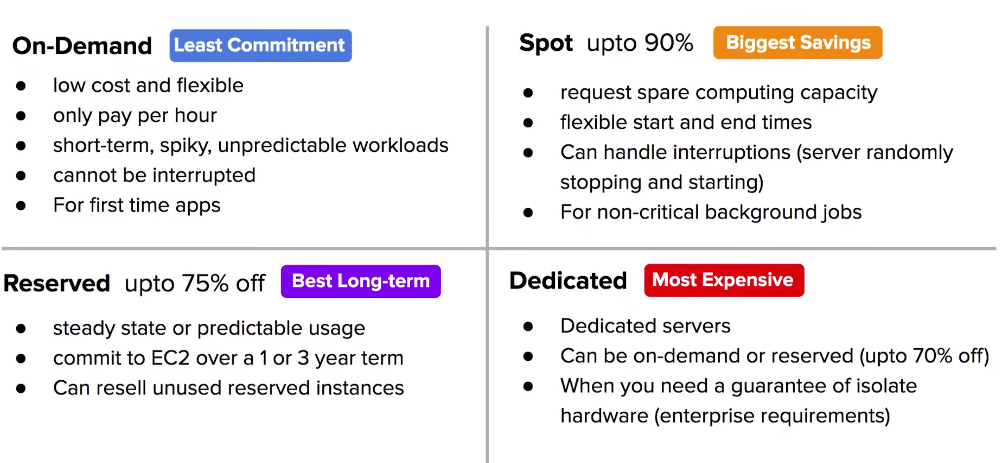 On-Demand Least Commitment
● low cost and flexible
● only pay per hour
● short-term, spiky, unpredictable workloads
● cannot be interrupted
● For first time apps
Spot upto 90% Biggest Savings
● request spare computing capacity
● flexible start and end times
● Can handle interruptions (server randomly
stopping and starting)
● For non-critical background jobs
Reserved upto 75% off Best Long-term
● steady state or predictable usage
● commit to EC2 over a 1 or 3 year term
● Can resell unused reserved instances
Dedicated Most Expensive
● Dedicated servers
● Can be on-demand or reserved (upto 70% off)
● When you need a guarantee of isolate
hardware (enterprise requirements)